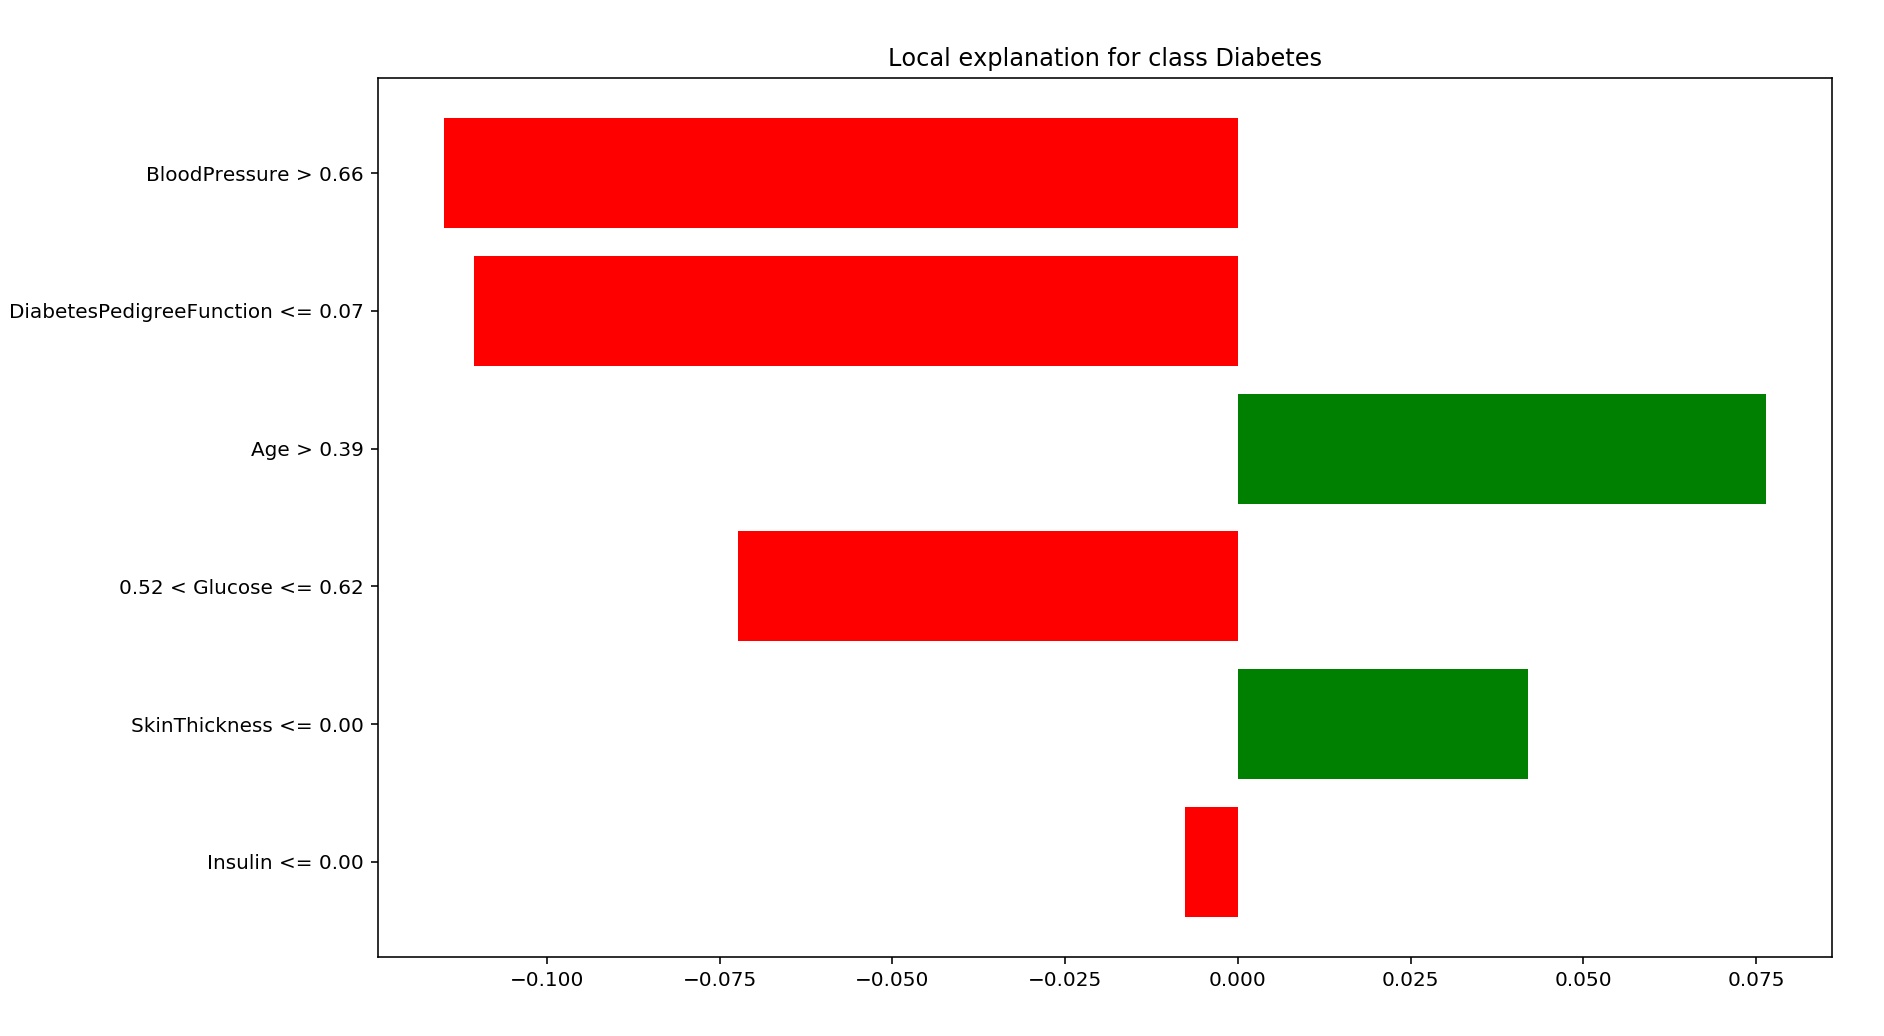 Local explanation for class Diabetes
BloodPressure > 0.66
DiabetesPedigreeFunction <= 0.07
Age > 0.39
0.52 < Glucose <= 0.62
SkinThickness <= 0.00
Insulin <= 0.00
−0.100 −0.075 −0.050 −0.025 0.000 0.025 0.050 0.075